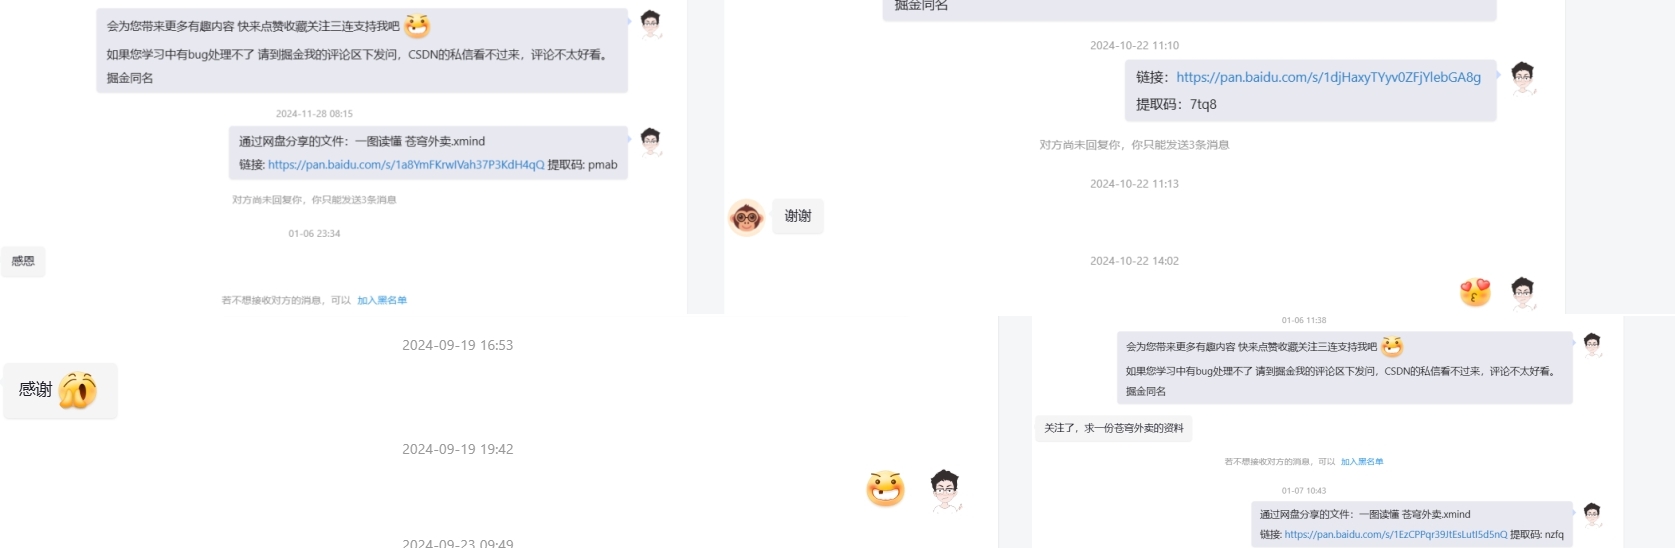 会为您带来更多有趣内容 快来点赞收藏关注三连支持我吧
如果您学习中有bug处理不了 请到掘金我的评论区下发问，CSDN的私信看不过来，评论不太好看。
掘金同名
2024-11-28 08:15
通过网盘分享的文件：一图读懂 苍穹外卖.xmind
链接: https://pan.baidu.com/s/1a8YmFKrwIVah37P3KdH4qQ 提取码: pmab
对方尚未回复你，你只能发送3条消息
01-06 23:34
感恩
若不想接收对方的消息，可以 加入黑名单
掘金同名
2024-10-22 11:10
链接：https://pan.baidu.com/s/1djHaxyTYyv0ZFjYlebGA8g
提取码：7tq8
对方尚未回复你，你只能发送3条消息
2024-10-22 11:13
谢谢
2024-10-22 14:02
2024-09-19 16:53
感谢
2024-09-19 19:42
2024-09-23 09:49
01-06 11:38
会为您带来更多有趣内容 快来点赞收藏关注三连支持我吧
如果您学习中有bug处理不了 请到掘金我的评论区下发问，CSDN的私信看不过来，评论不太好看。
掘金同名
关注了，求一份苍穹外卖的资料
若不想接收对方的消息，可以 加入黑名单
01-07 10:43
通过网盘分享的文件：一图读懂 苍穹外卖.xmind
链接: https://pan.baidu.com/s/1EzCPPqr39JtEsLutI5d5nQ 提取码: nzfq